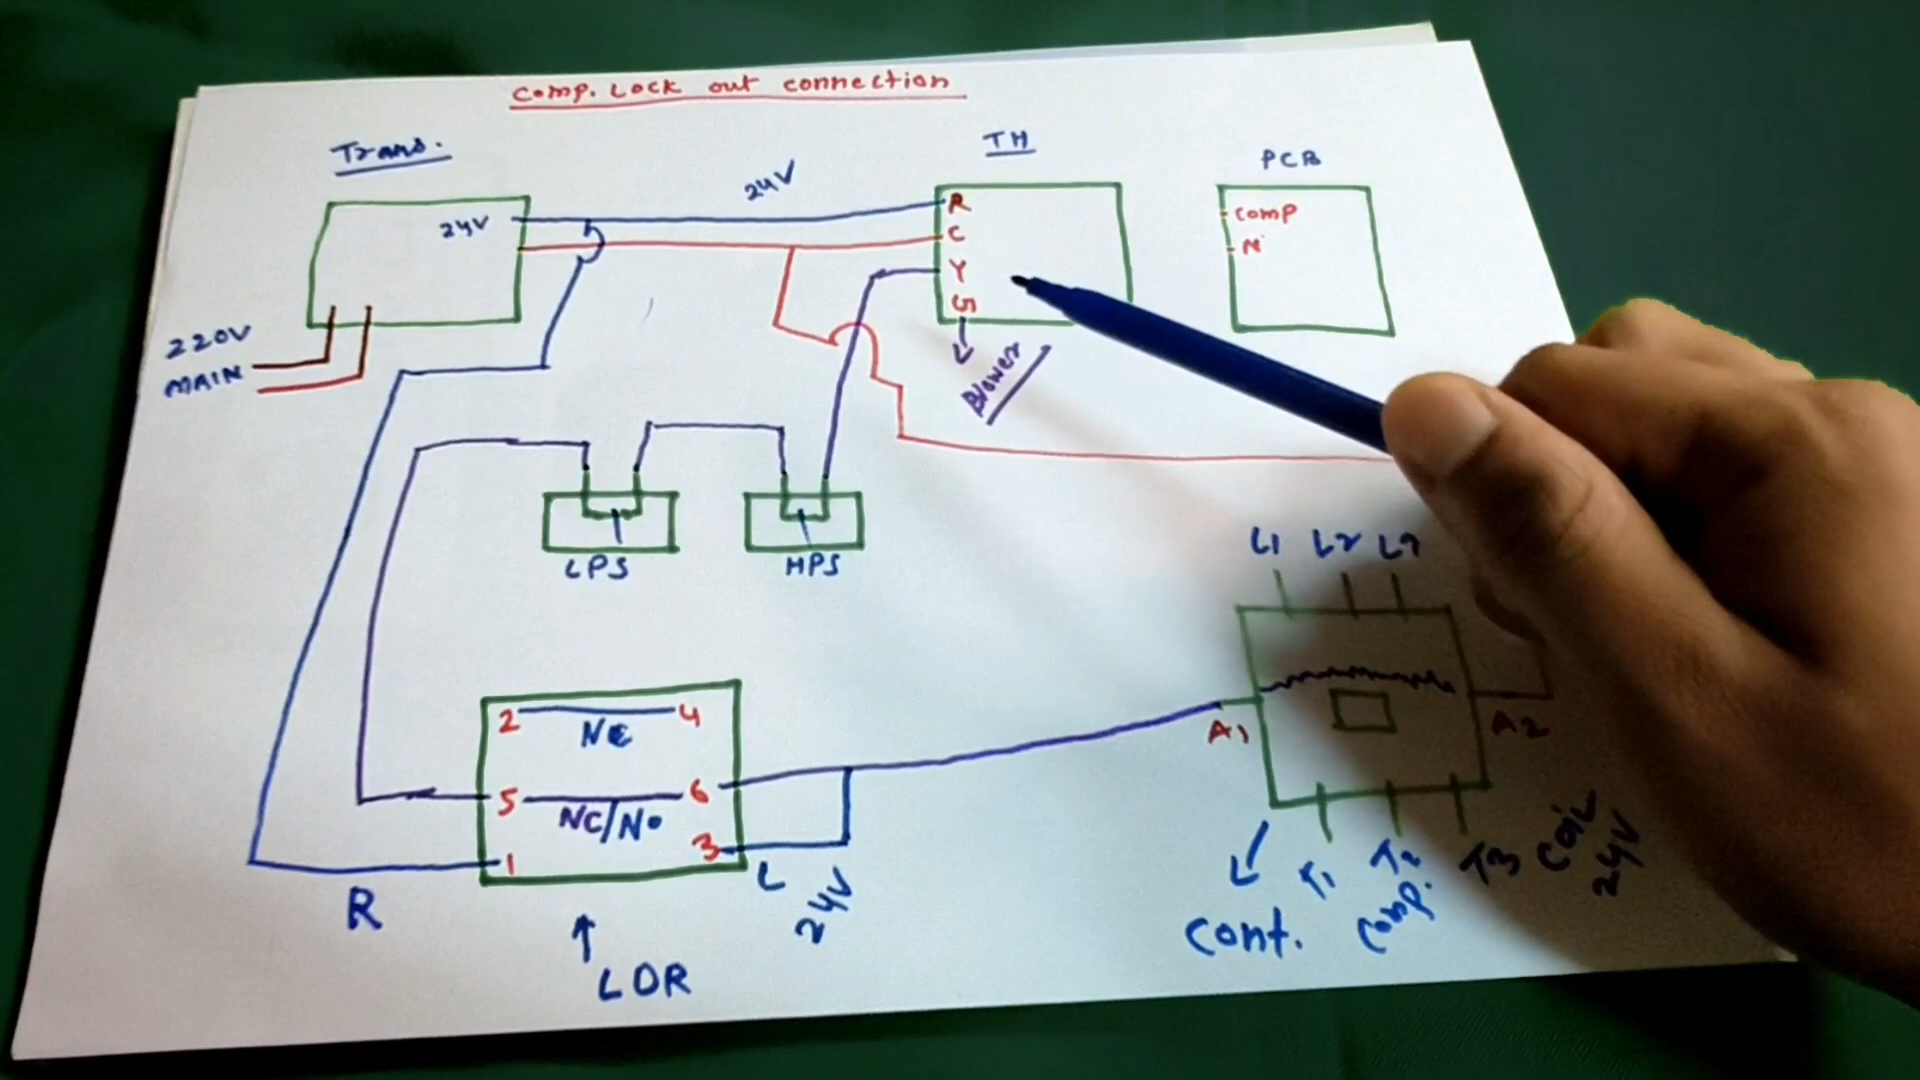 Comp. Lock out connection
Trans.
TH
PCB
24V
24V
R
C
Y
G
Blower
comp
N
220V
MAIN
LPS
HPS
L1 L2 L3
A1
A2
2 4
NC
5 6
NC/NO
1 3
R
L
24V
LOR
T1 T2 T3
Cont.
Comp.
Coil
24V